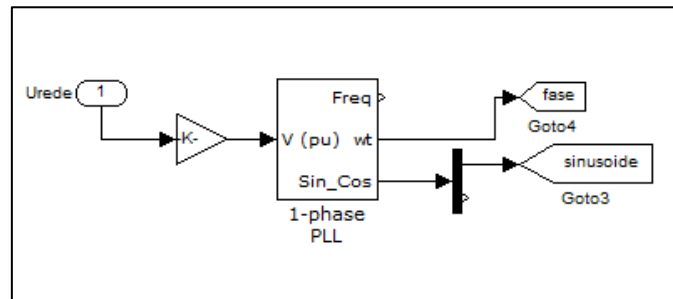 Freq
fase
Urede
1
K-
V (pu)
wt
Goto4
sinusoide
Sin_Cos
1-phase
PLL
Goto3